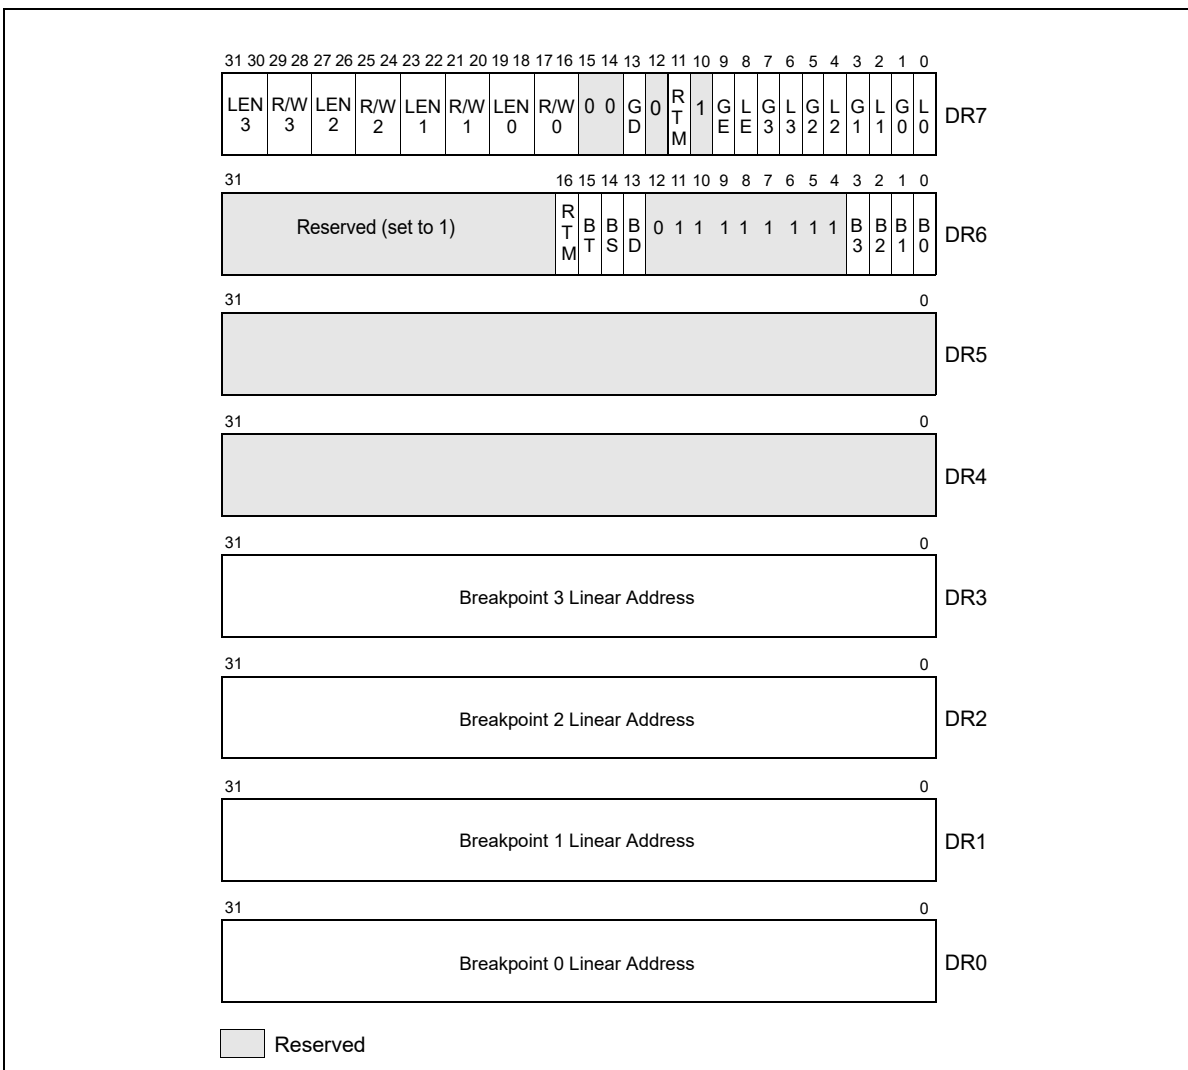 31 30 29 28 27 26 25 24 23 22 21 20 19 18 17 16 15 14 13 12 11 10 9 8 7 6 5 4 3 2 1 0
LEN 3 R/W 3 LEN 2 R/W 2 LEN 1 R/W 1 LEN 0 R/W 0 0 0 GD 0 RTM 1 GE LE G3 L3 G2 L2 G1 L1 G0 L0 DR7
31 16 15 14 13 12 11 10 9 8 7 6 5 4 3 2 1 0
Reserved (set to 1) RTM BT BS BD 0 1 1 1 1 1 1 1 1 B3 B2 B1 B0 DR6
31 0
DR5
31 0
DR4
31 0
Breakpoint 3 Linear Address DR3
31 0
Breakpoint 2 Linear Address DR2
31 0
Breakpoint 1 Linear Address DR1
31 0
Breakpoint 0 Linear Address DR0
Reserved